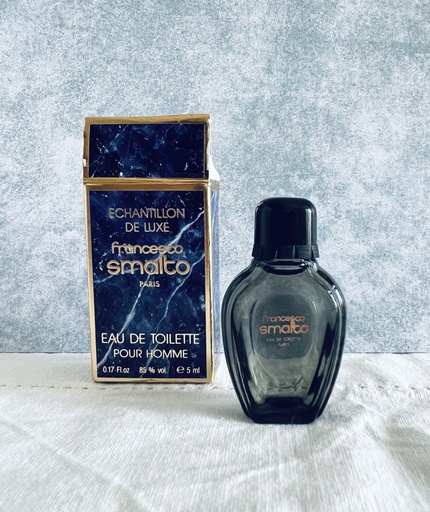 ECHANTILLON
DE LUXE
francesco
smalto
PARIS
EAU DE TOILETTE
POUR HOMME
0.17 Fl.oz 85 % vol. e 5 ml
francesco
smalto
EAU DE TOILETTE
PARIS